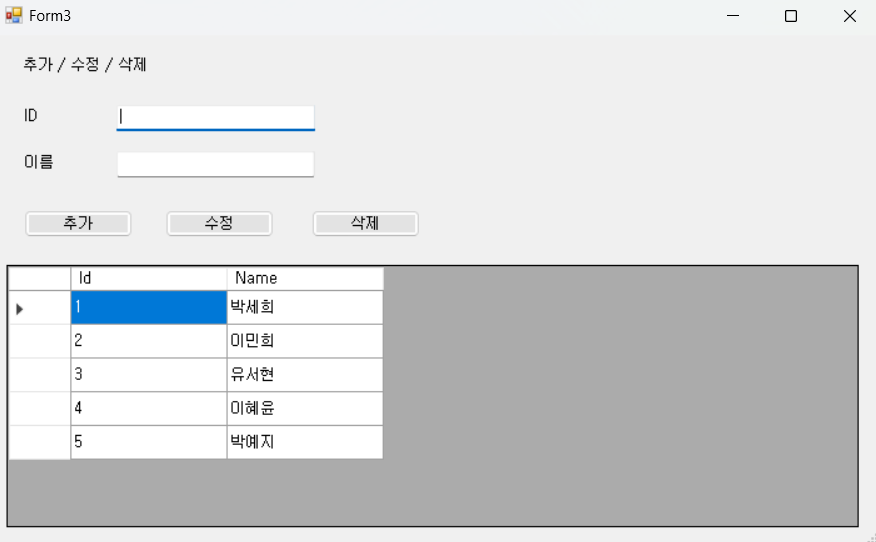 Form3
추가 / 수정 / 삭제
ID
이름
추가 수정 삭제
Id Name
1 박세희
2 이민희
3 유서현
4 이혜윤
5 박예지